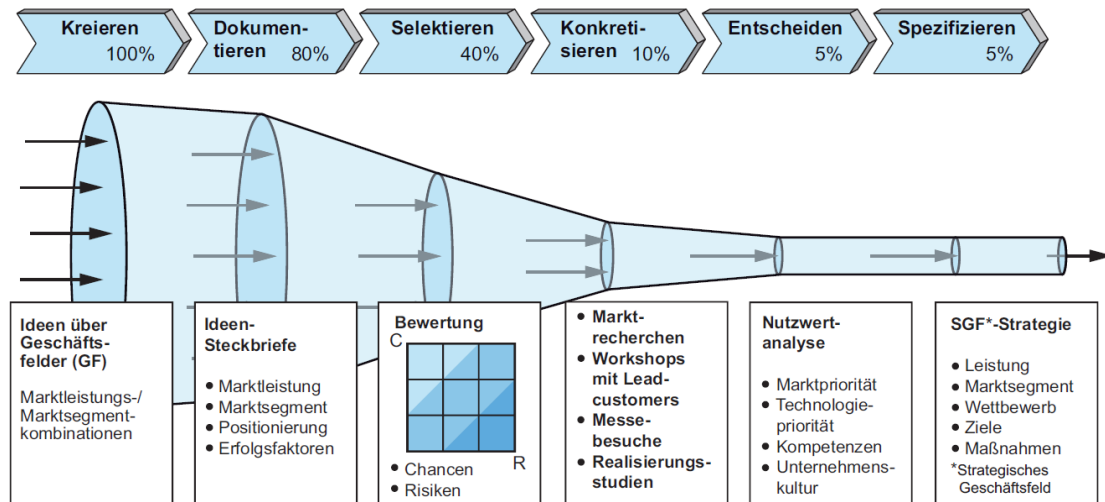 Kreieren
100%
Dokumen-
tieren 80%
Selektieren
40%
Konkreti-
sieren 10%
Entscheiden
5%
Spezifizieren
5%
Ideen über
Geschäfts-
felder (GF)
Marktleistungs-/
Marktsegment-
kombinationen
Ideen-
Steckbriefe
• Marktleistung
• Marktsegment
• Positionierung
• Erfolgsfaktoren
Bewertung
C
R
• Chancen
• Risiken
• Markt-
recherchen
• Workshops
mit Lead-
customers
• Messe-
besuche
• Realisierungs-
studien
Nutzwert-
analyse
• Marktpriorität
• Technologie-
priorität
• Kompetenzen
• Unternehmens-
kultur
SGF*-Strategie
• Leistung
• Marktsegment
• Wettbewerb
• Ziele
• Maßnahmen
*Strategisches
Geschäftsfeld